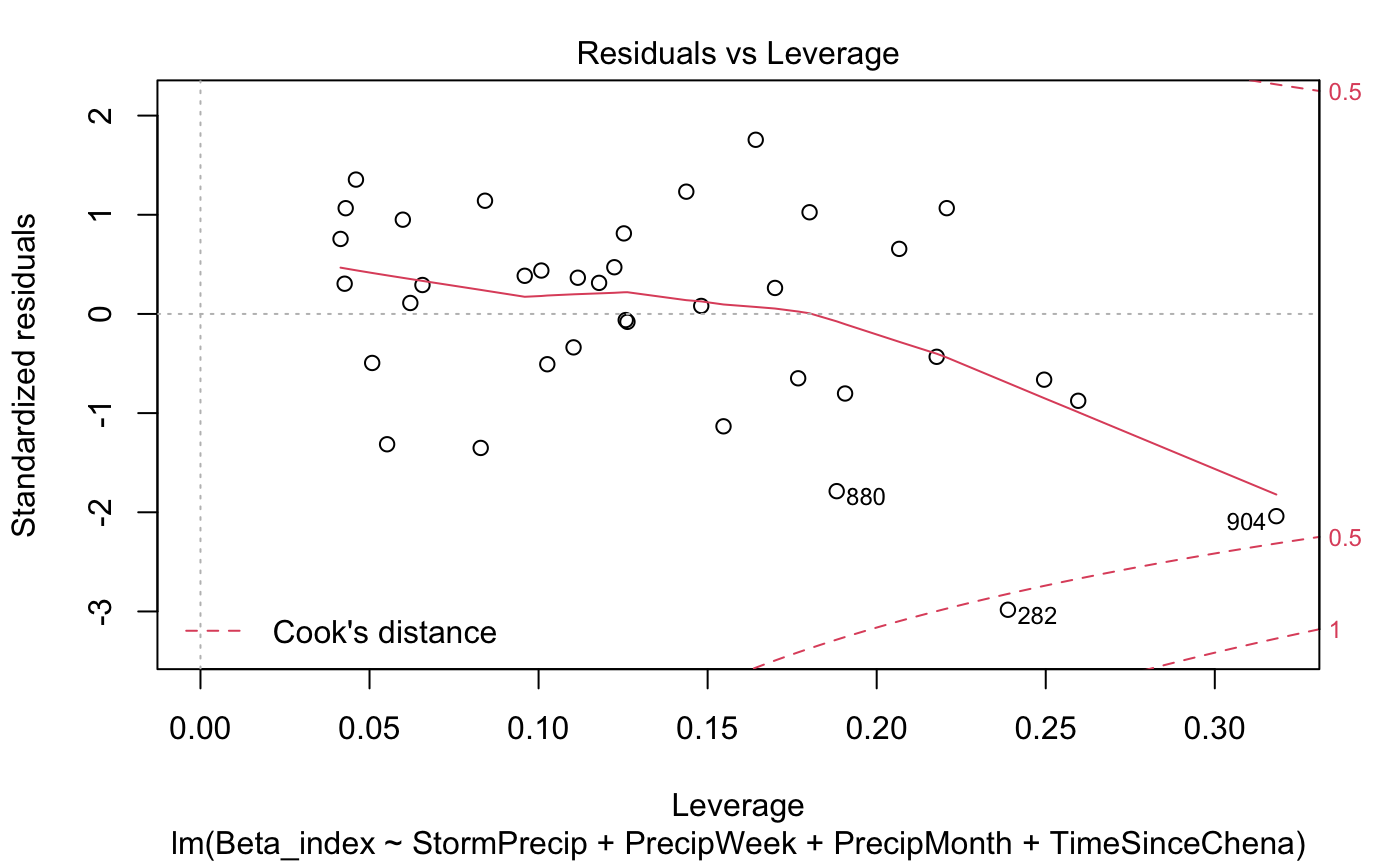 Residuals vs Leverage
Standardized residuals
2
1
0
-1
-2
-3
0.5
0.5
1
880
904
282
Cook's distance
0.00 0.05 0.10 0.15 0.20 0.25 0.30
Leverage
lm(Beta_index ~ StormPrecip + PrecipWeek + PrecipMonth + TimeSinceChena)